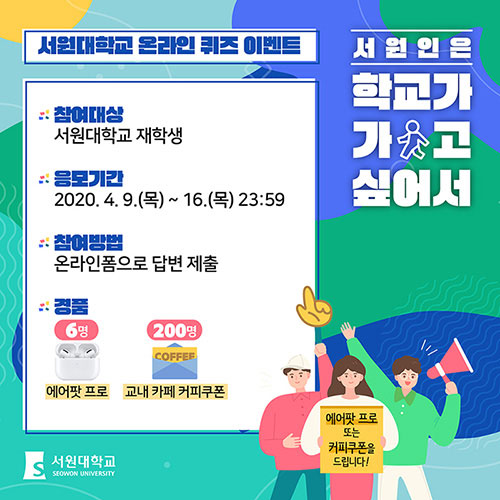 서원대학교 온라인 퀴즈 이벤트
서원인은
학교가
가고
싶어서
참여대상
서원대학교 재학생
응모기간
2020. 4. 9.(목) ~ 16.(목) 23:59
참여방법
온라인폼으로 답변 제출
경품
6명
200명
COFFEE
에어팟 프로
교내 카페 커피쿠폰
에어팟 프로
또는
커피쿠폰을
드립니다!
S
서원대학교
SEOWON UNIVERSITY